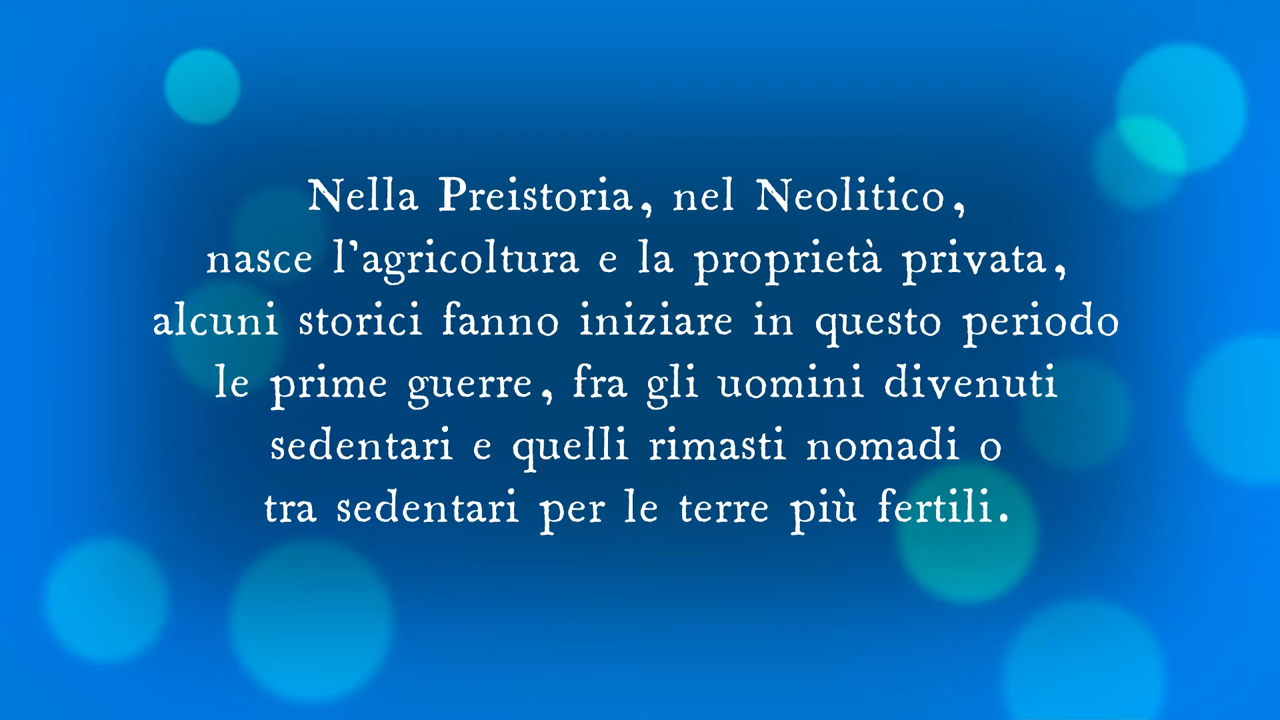 Nella Preistoria, nel Neolitico,
nasce l'agricoltura e la proprietà privata,
alcuni storici fanno iniziare in questo periodo
le prime guerre, fra gli uomini divenuti
sedentari e quelli rimasti nomadi o
tra sedentari per le terre più fertili.